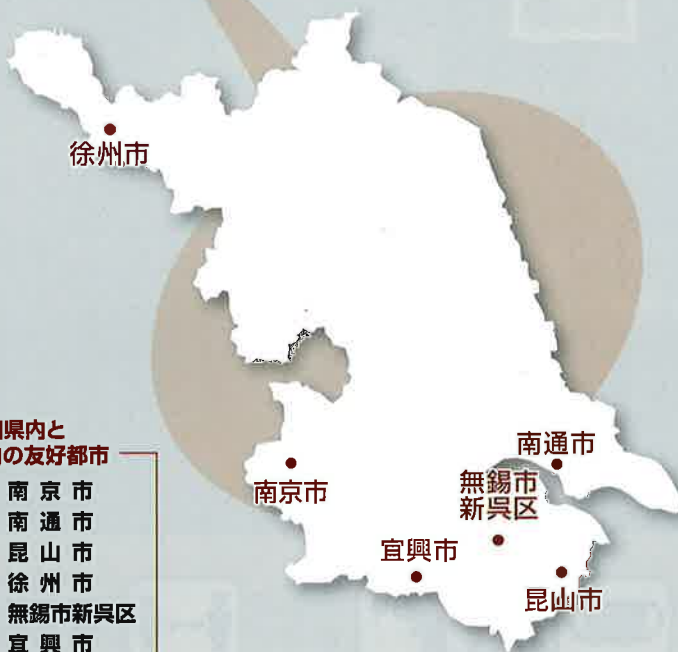 徐州市
南通市
無錫市
新呉区
南京市
宜興市
昆山市
県内と
の友好都市
南京市
南通市
昆山市
徐州市
無錫市新呉区
宜興市